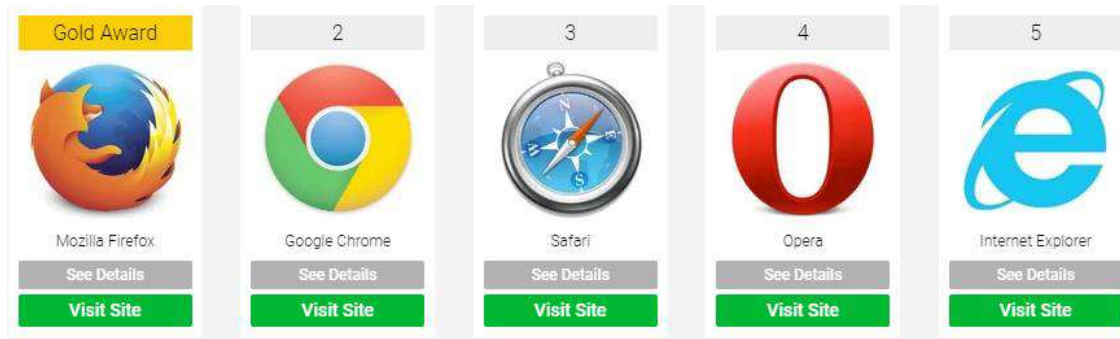 Gold Award
2
3
4
5
N
E
S
W
Mozilla Firefox
Google Chrome
Safari
Opera
Internet Explorer
See Details
See Details
See Details
See Details
See Details
Visit Site
Visit Site
Visit Site
Visit Site
Visit Site